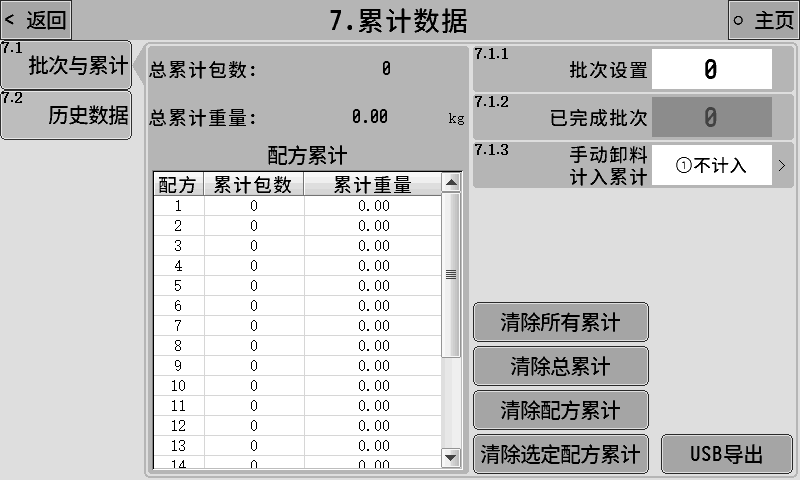 < 返回
7.累计数据
○ 主页
7.1
批次与累计
7.2
历史数据
总累计包数: 0
总累计重量: 0.00 kg
配方累计
配方 累计包数 累计重量
1 0 0.00
2 0 0.00
3 0 0.00
4 0 0.00
5 0 0.00
6 0 0.00
7 0 0.00
8 0 0.00
9 0 0.00
10 0 0.00
11 0 0.00
12 0 0.00
13 0 0.00
14 0 0.00
7.1.1
批次设置 0
7.1.2
已完成批次 0
7.1.3
手动卸料
计入累计
①不计入 >
清除所有累计
清除总累计
清除配方累计
清除选定配方累计
USB导出